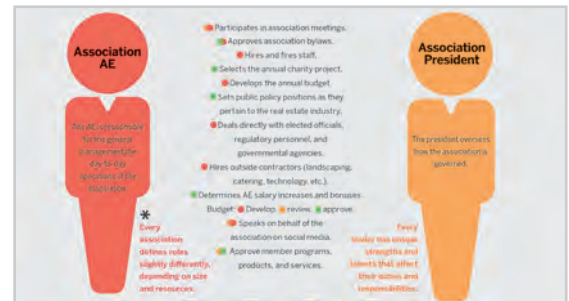 Association
AE
The AE is responsible
for the general
management and
day-to-day
operations of the
association.
*
Every
association
defines roles
slightly differently,
depending on size
and resources.
Participates in association meetings.
Approves association bylaws.
Hires and fires staff.
Selects the annual charity project.
Develops the annual budget.
Sets public policy positions as they
pertain to the real estate industry.
Deals directly with elected officials,
regulatory personnel, and
governmental agencies.
Hires outside contractors (landscaping,
catering, technology, etc.).
Determines AE salary increases and bonuses
Budget: Develop. review. approve.
Speaks on behalf of the
association on social media.
Approve member programs,
products, and services.
Association
President
The president oversees
how the association is
governed.
Every
leader has unique
strengths and
talents that affect
their duties and
responsibilities.